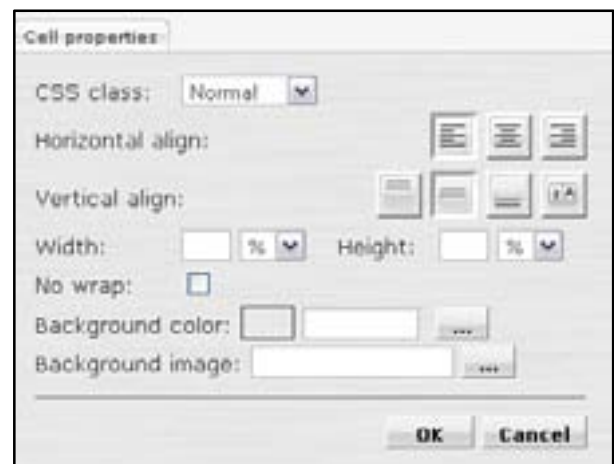 Cell properties
CSS class: Normal
Horizontal align:
Vertical align:
Width: % Height: %
No wrap:
Background color: ...
Background image: ...
OK Cancel